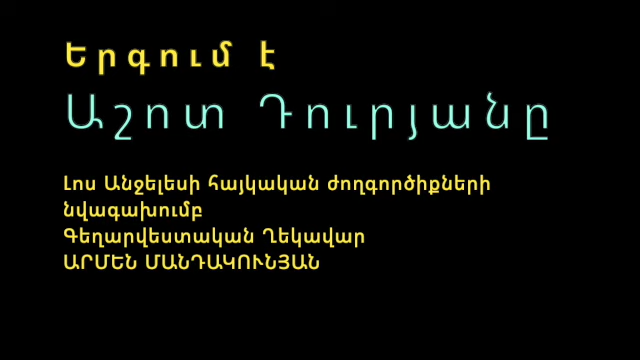 Երգում է
Աշոտ Դուրյանը
Լոս Անջելեսի հայկական ժողգործիքների
նվագախումբ
Գեղարվեստական Ղեկավար
ԱՐՄԵՆ ՄԱՆԴԱԿՈՒՆՅԱՆ